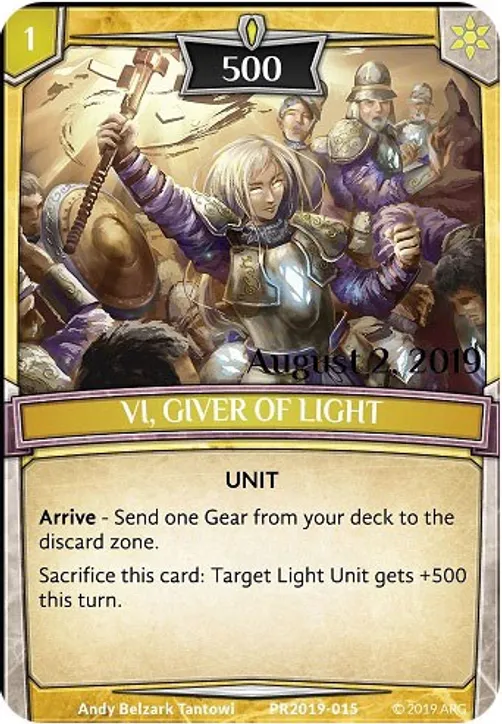 1
500
August 2, 2019
VI, GIVER OF LIGHT
UNIT
Arrive - Send one Gear from your deck to the
discard zone.
Sacrifice this card: Target Light Unit gets +500
this turn.
Andy Belzark Tantowi PR2019-015 © 2019 ARG